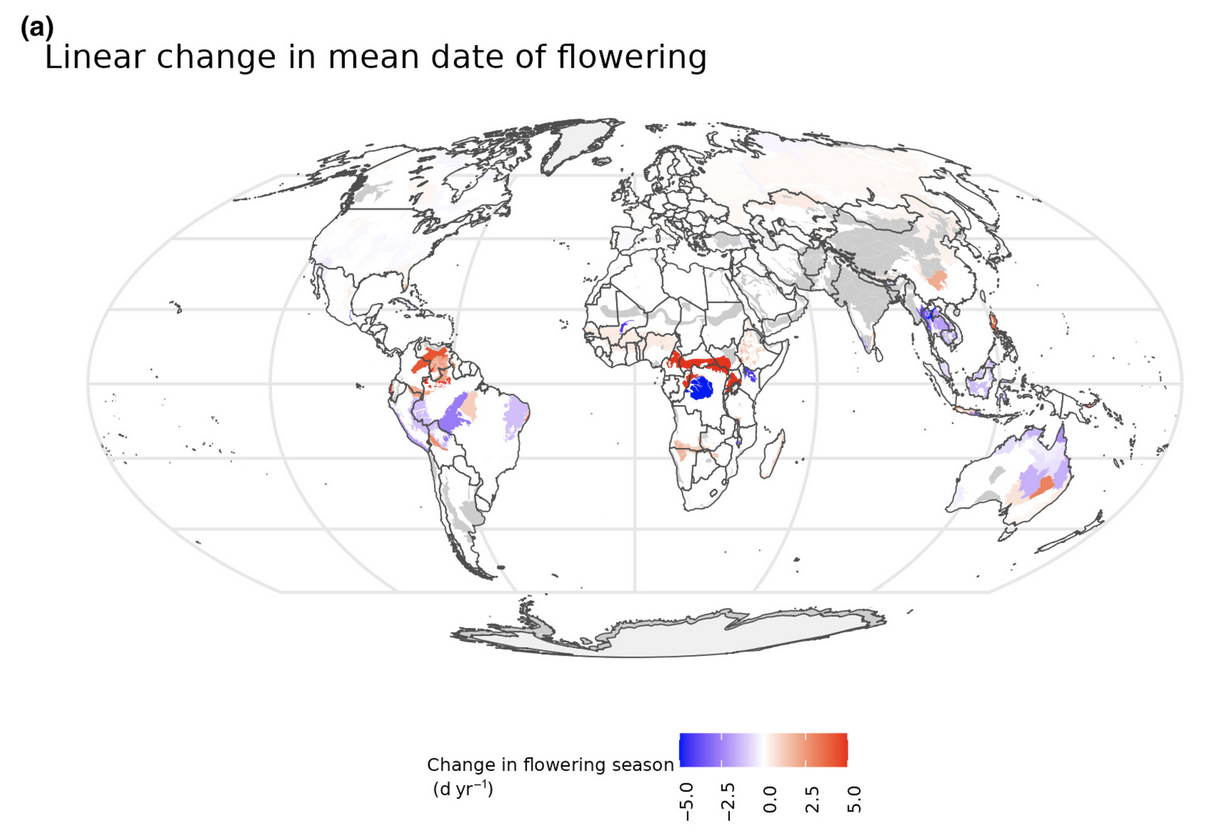 (a)
Linear change in mean date of flowering
Change in flowering season
(d yr⁻¹)
−5.0
−2.5
0.0
2.5
5.0